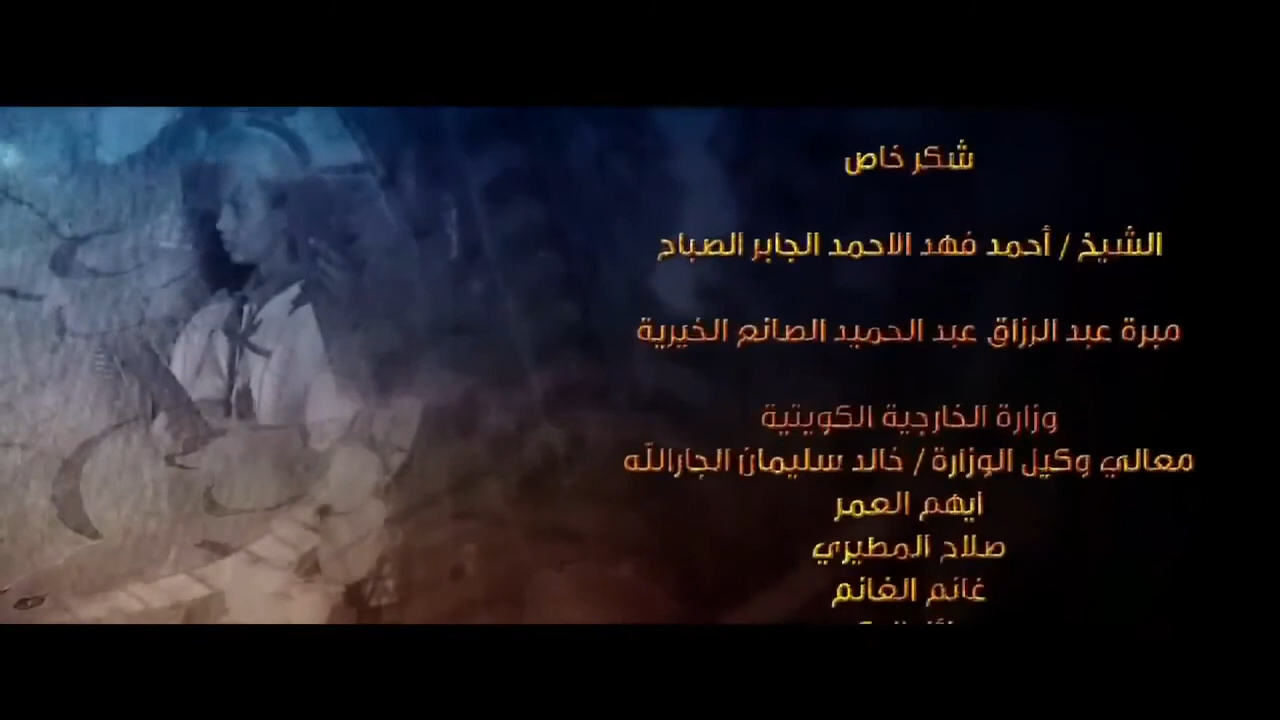 شكر خاص
الشيخ / أحمد فهد الاحمد الجابر الصباح
مبرة عبد الرزاق عبد الحميد الصانع الخيرية
وزارة الخارجية الكويتية
معالي وكيل الوزارة / خالد سليمان الجارالله
ايهم العمر
صلاح المطيري
غانم الغانم